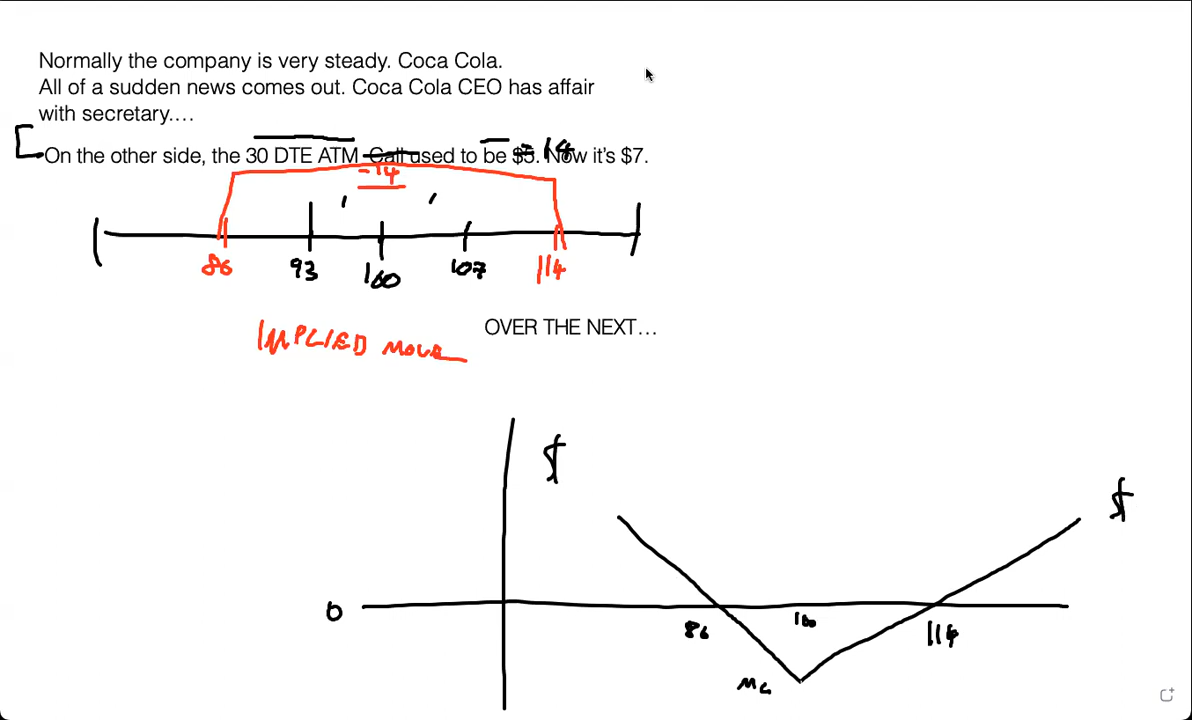 Normally the company is very steady. Coca Cola.
All of a sudden news comes out. Coca Cola CEO has affair
with secretary....
On the other side, the 30 DTE ATM Call used to be $5. Now it's $7.
= 14
-14
86 93 100 107 114
IMPLIED MOVE
OVER THE NEXT...
$
$
0
86 100 114